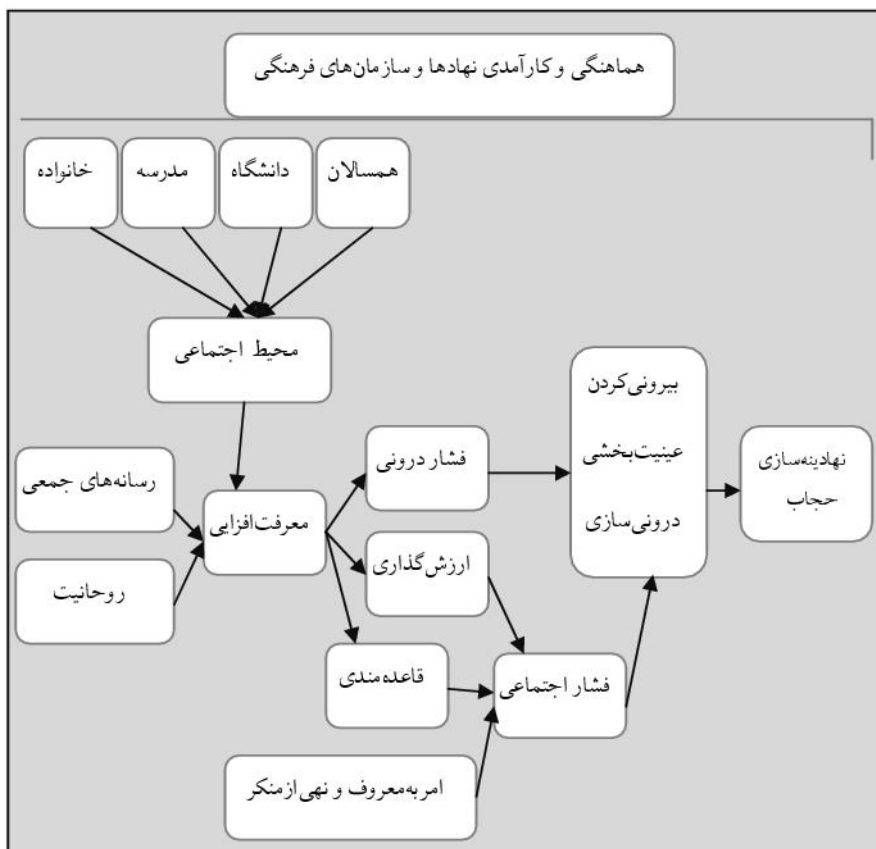 هماهنگی و کارآمدی نهادها و سازمان‌های فرهنگی
همسالان
دانشگاه
مدرسه
خانواده
محیط اجتماعی
بیرونی‌کردن
عینیت‌بخشی
درونی‌سازی
نهادینه‌سازی
حجاب
فشار درونی
رسانه‌های جمعی
معرفت‌افزایی
ارزش‌گذاری
روحانیت
قاعده‌مندی
فشار اجتماعی
امربه‌معروف و نهی‌ازمنکر